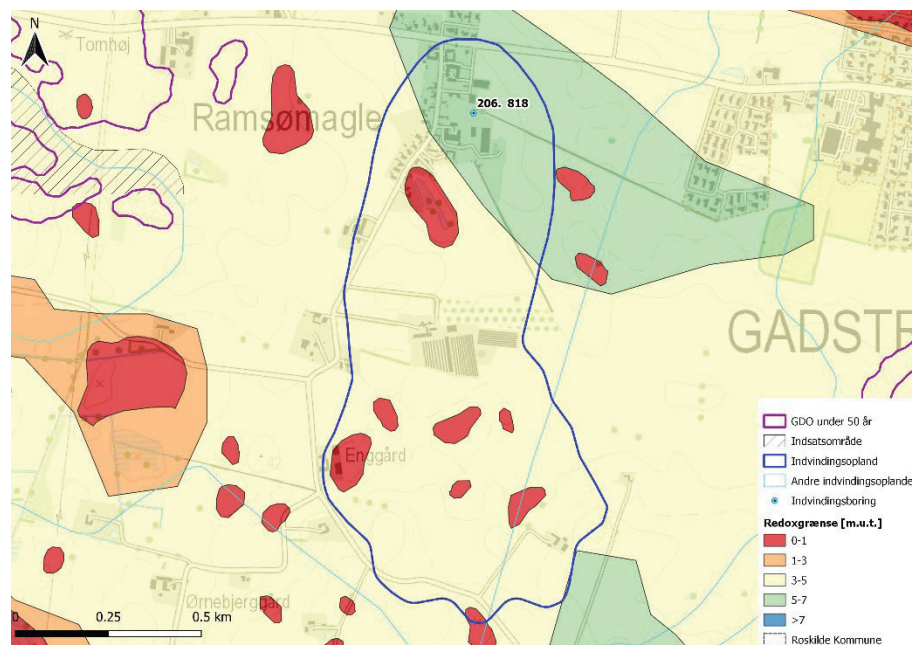 N
Tornhøj
206. 818
Ramsømagle
GADSTR
Enggård
42
Ørnebjerggård
0 0.25 0.5 km
GDO under 50 år
Indsatsområde
Indvindingsopland
Andre indvindingsoplande
Indvindingsboring
Redoxgrænse [m.u.t.]
0-1
1-3
3-5
5-7
>7
Roskilde Kommune